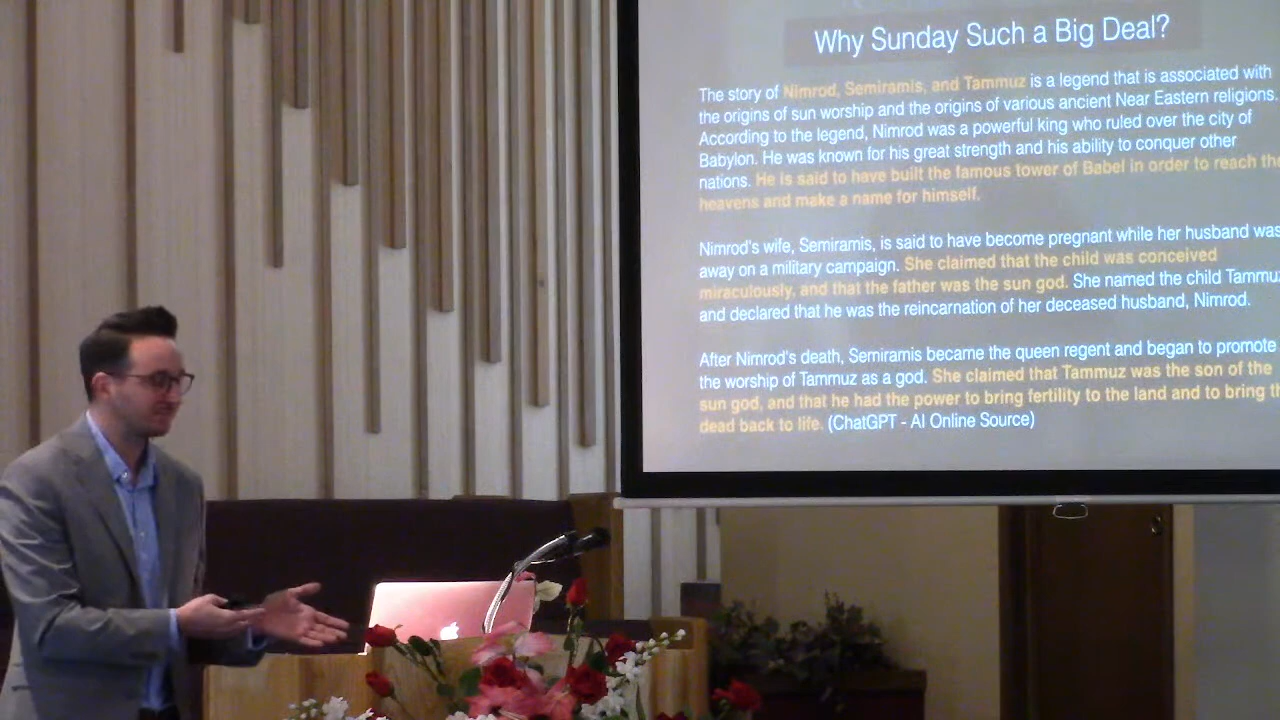 Why Sunday Such a Big Deal?
The story of Nimrod, Semiramis, and Tammuz is a legend that is associated with
the origins of sun worship and the origins of various ancient Near Eastern religions.
According to the legend, Nimrod was a powerful king who ruled over the city of
Babylon. He was known for his great strength and his ability to conquer other
nations. He is said to have built the famous tower of Babel in order to reach the
heavens and make a name for himself.
Nimrod's wife, Semiramis, is said to have become pregnant while her husband was
away on a military campaign. She claimed that the child was conceived
miraculously, and that the father was the sun god. She named the child Tammuz
and declared that he was the reincarnation of her deceased husband, Nimrod.
After Nimrod's death, Semiramis became the queen regent and began to promote
the worship of Tammuz as a god. She claimed that Tammuz was the son of the
sun god, and that he had the power to bring fertility to the land and to bring th
dead back to life. (ChatGPT - AI Online Source)